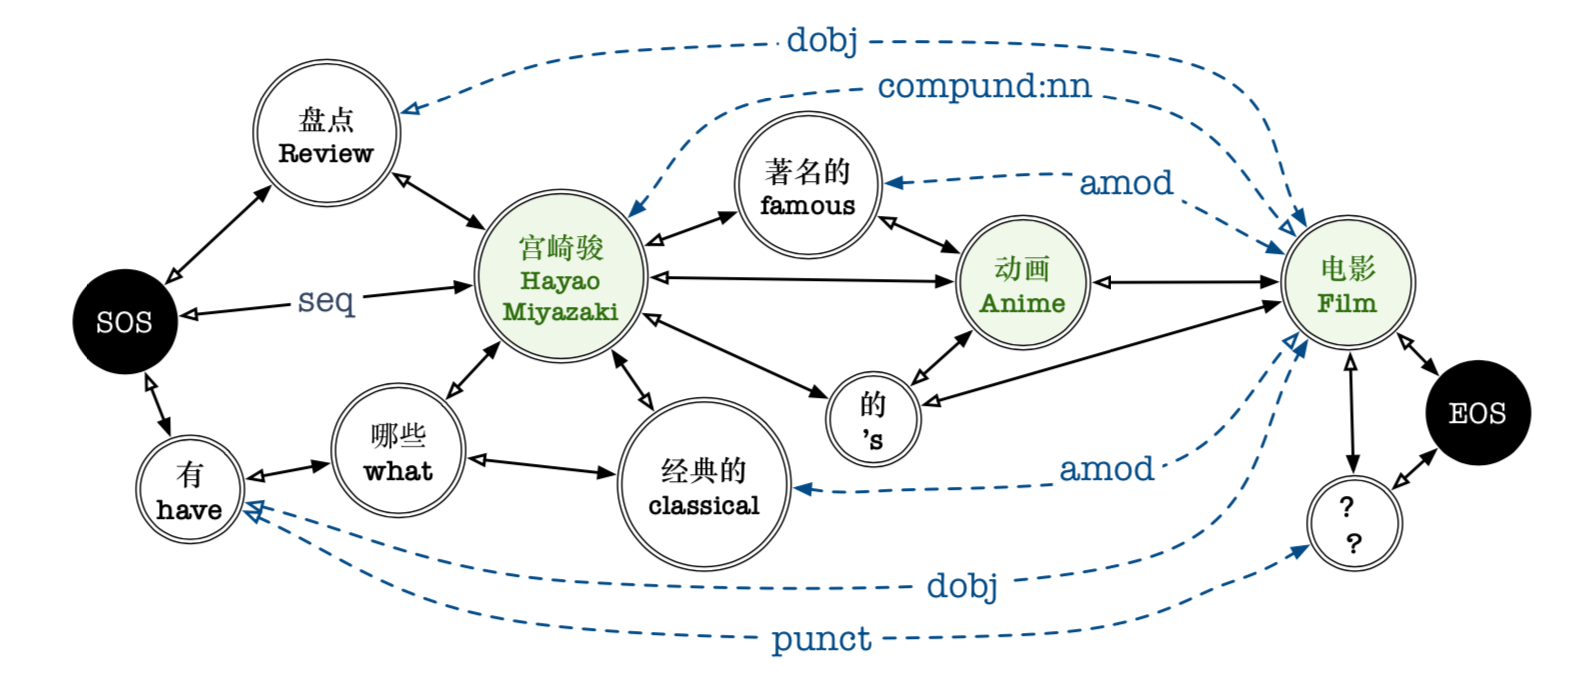 dobj
compund:nn
盘点
Review
著名的
famous
amod
宫崎骏
Hayao
Miyazaki
动画
Anime
电影
Film
SOS
seq
的
's
EOS
哪些
what
经典的
classical
amod
有
have
?
?
dobj
punct